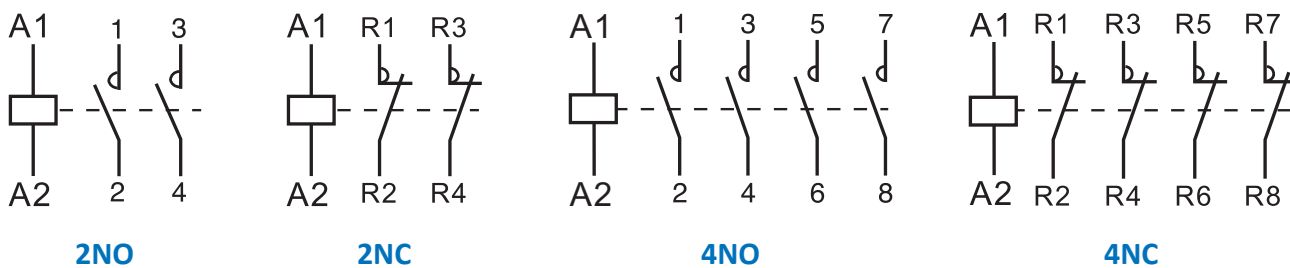 A1 1 3 A1 R1 R3 A1 1 3 5 7 A1 R1 R3 R5 R7
A2 2 4 A2 R2 R4 A2 2 4 6 8 A2 R2 R4 R6 R8
2NO 2NC 4NO 4NC